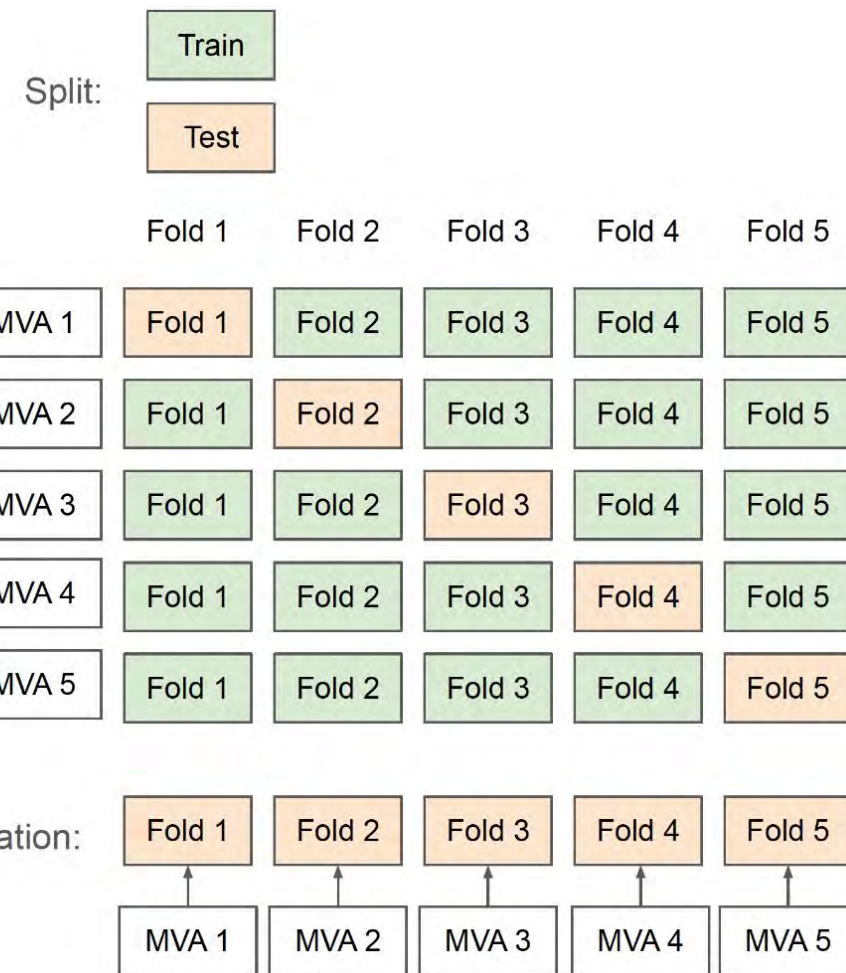 Train
Split:
Test
Fold 1 Fold 2 Fold 3 Fold 4 Fold 5
MVA 1 Fold 1 Fold 2 Fold 3 Fold 4 Fold 5
MVA 2 Fold 1 Fold 2 Fold 3 Fold 4 Fold 5
MVA 3 Fold 1 Fold 2 Fold 3 Fold 4 Fold 5
MVA 4 Fold 1 Fold 2 Fold 3 Fold 4 Fold 5
MVA 5 Fold 1 Fold 2 Fold 3 Fold 4 Fold 5
Fold 1 Fold 2 Fold 3 Fold 4 Fold 5
MVA 1 MVA 2 MVA 3 MVA 4 MVA 5